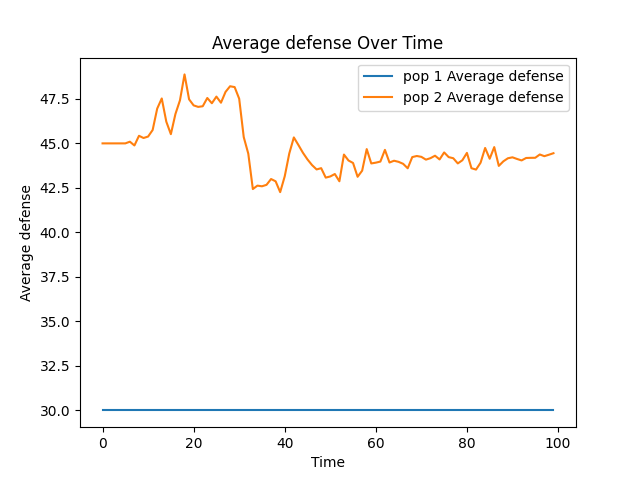 Average defense Over Time
pop 1 Average defense
pop 2 Average defense
Average defense
47.5
45.0
42.5
40.0
37.5
35.0
32.5
30.0
0
20
40
60
80
100
Time